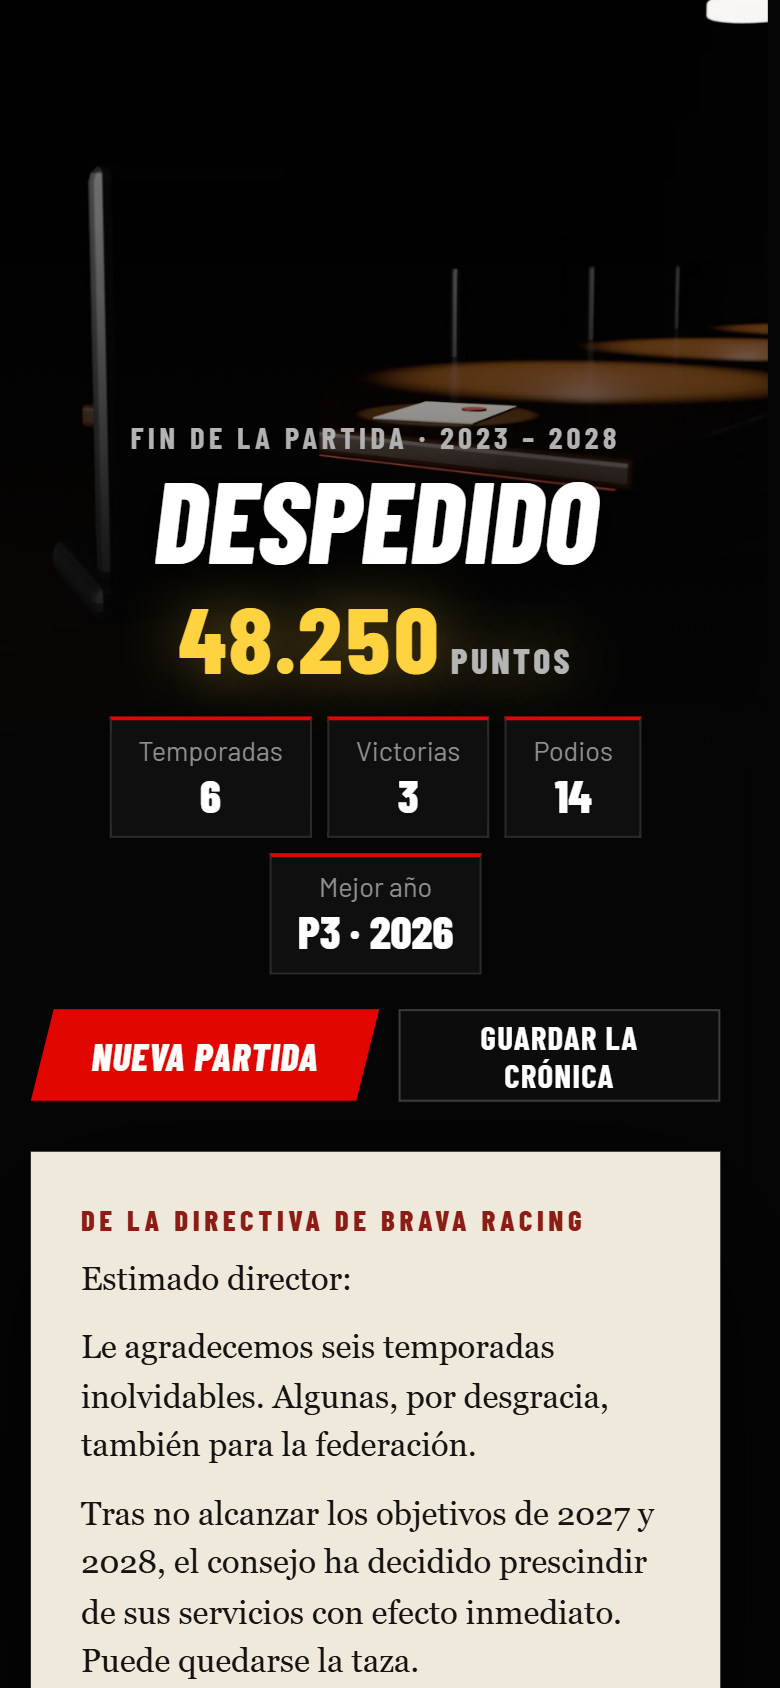 FIN DE LA PARTIDA · 2023 – 2028
DESPEDIDO
48.250 PUNTOS
Temporadas
6
Victorias
3
Podios
14
Mejor año
P3 · 2026
NUEVA PARTIDA
GUARDAR LA
CRÓNICA
DE LA DIRECTIVA DE BRAVA RACING
Estimado director:
Le agradecemos seis temporadas
inolvidables. Algunas, por desgracia,
también para la federación.
Tras no alcanzar los objetivos de 2027 y
2028, el consejo ha decidido prescindir
de sus servicios con efecto inmediato.
Puede quedarse la taza.